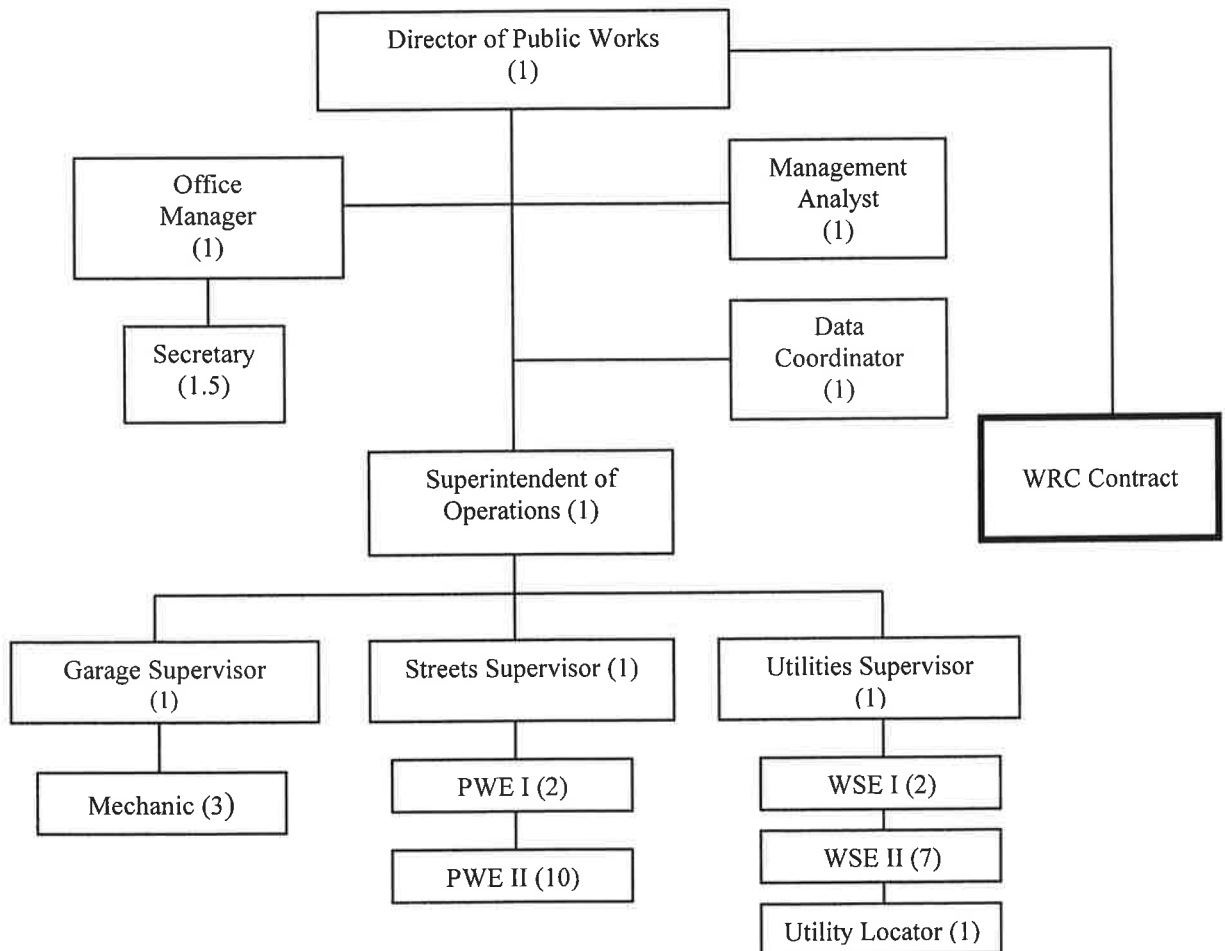 Director of Public Works
(1)
Office
Manager
(1)
Management
Analyst
(1)
Secretary
(1.5)
Data
Coordinator
(1)
WRC Contract
Superintendent of
Operations (1)
Garage Supervisor
(1)
Streets Supervisor (1)
Utilities Supervisor
(1)
Mechanic (3)
PWE I (2)
PWE II (10)
WSE I (2)
WSE II (7)
Utility Locator (1)